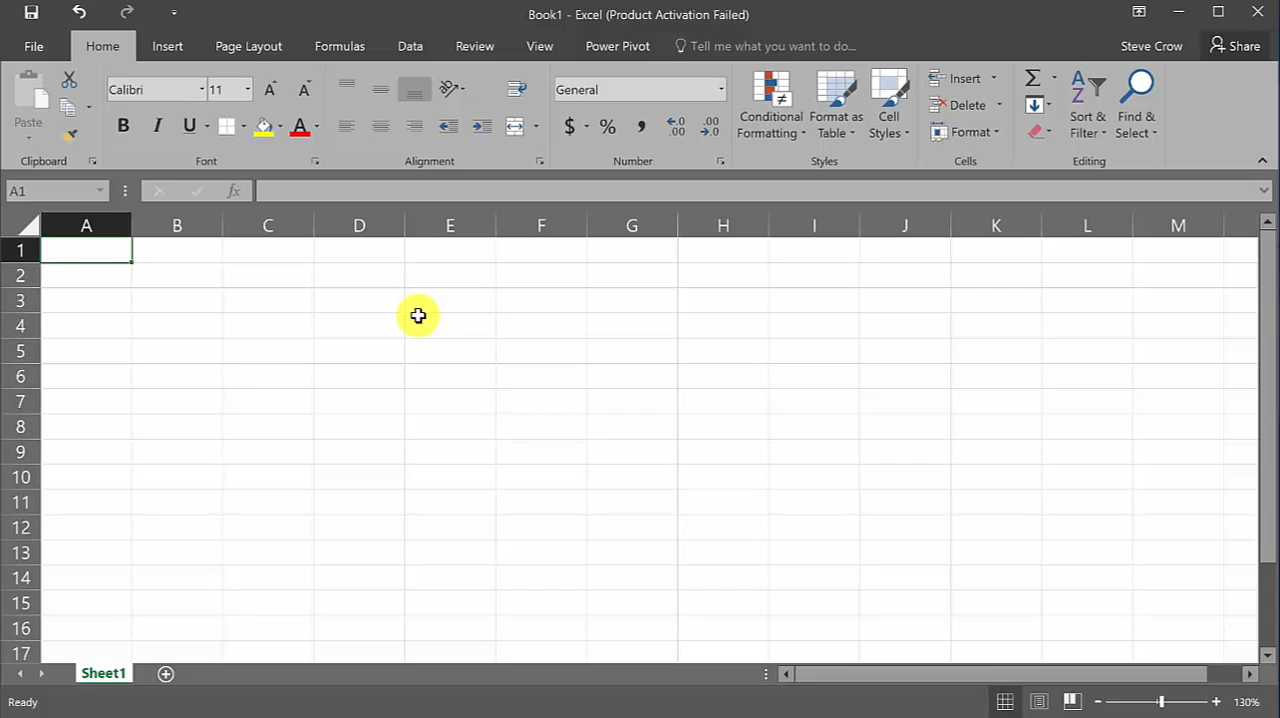 Book1 - Excel (Product Activation Failed)
File Home Insert Page Layout Formulas Data Review View Power Pivot Tell me what you want to do... Steve Crow Share
Calibri 11 General
Insert
Delete
Format
Paste
B I U A $ % , .00 .0
Conditional Formatting
Format as Table
Cell Styles
Sort & Filter
Find & Select
Clipboard Font Alignment Number Styles Cells Editing
A1 fx
A B C D E F G H I J K L M
1
2
3
4
5
6
7
8
9
10
11
12
13
14
15
16
17
Sheet1
Ready 130%